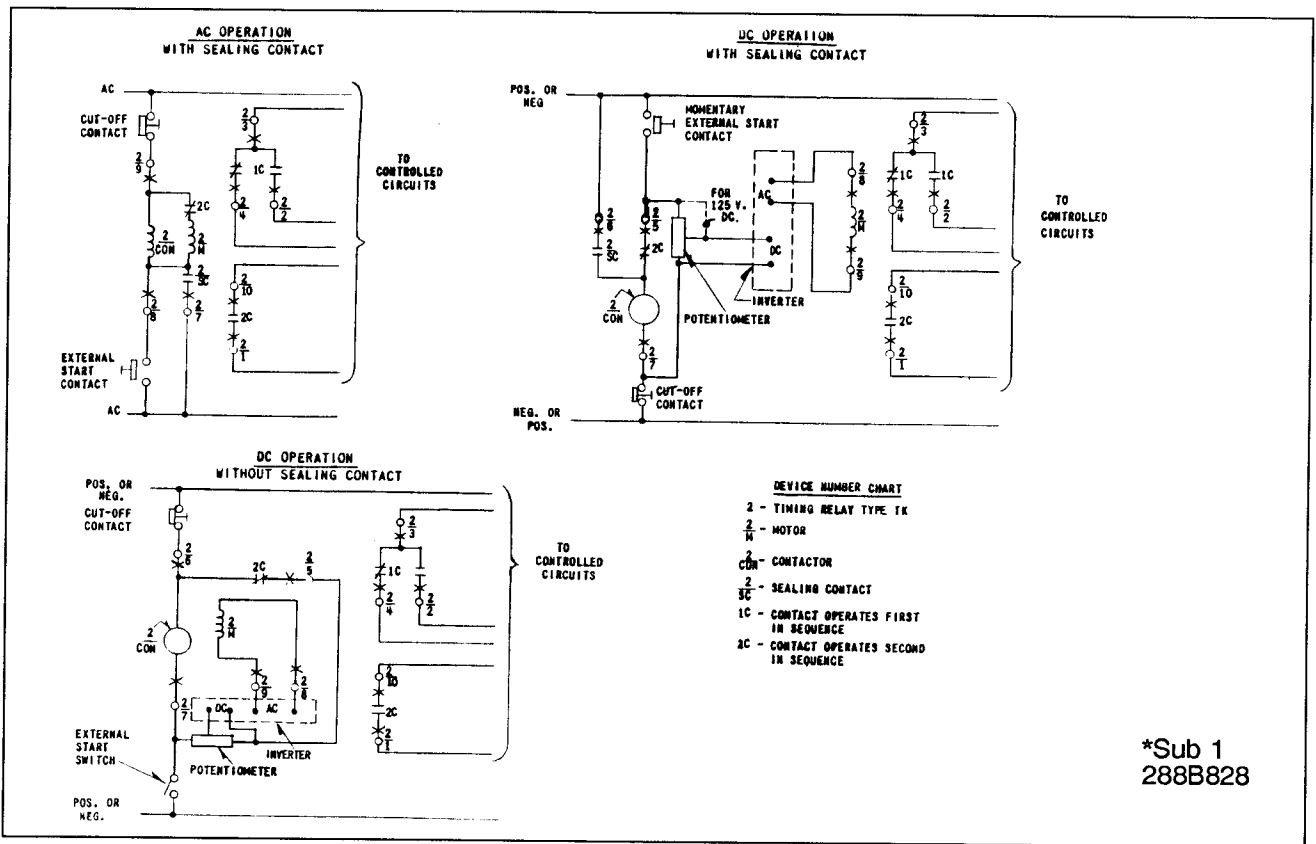 AC OPERATION
WITH SEALING CONTACT
AC
CUT-OFF
CONTACT
2/9
2/3
1C
2C
2/4
2/2
2/CON
2/M
2/SC
2/8
2/7
2/10
2C
2/1
EXTERNAL
START
CONTACT
AC
TO
CONTROLLED
CIRCUITS
DC OPERATION
WITH SEALING CONTACT
POS. OR
NEG
MOMENTARY
EXTERNAL START
CONTACT
FOR
125 V.
DC.
AC
DC
2/6
2/5
2/SC
2C
2/CON
2/7
INVERTER
POTENTIOMETER
2/8
2/M
2/9
CUT-OFF
CONTACT
NEG. OR
POS.
2/3
1C
1C
2/4
2/2
2/10
2C
2/1
TO
CONTROLLED
CIRCUITS
DC OPERATION
WITHOUT SEALING CONTACT
POS. OR
NEG.
CUT-OFF
CONTACT
2/6
2C
2/5
2/CON
2/M
2/9
2/8
2/7
DC
AC
INVERTER
POTENTIOMETER
EXTERNAL
START
SWITCH
POS. OR
NEG.
2/3
1C
2/4
2/2
2/10
2C
2/1
TO
CONTROLLED
CIRCUITS
DEVICE NUMBER CHART
2 - TIMING RELAY TYPE TK
2/M - MOTOR
2/CON - CONTACTOR
2/SC - SEALING CONTACT
1C - CONTACT OPERATES FIRST
IN SEQUENCE
2C - CONTACT OPERATES SECOND
IN SEQUENCE
*Sub 1
288B828